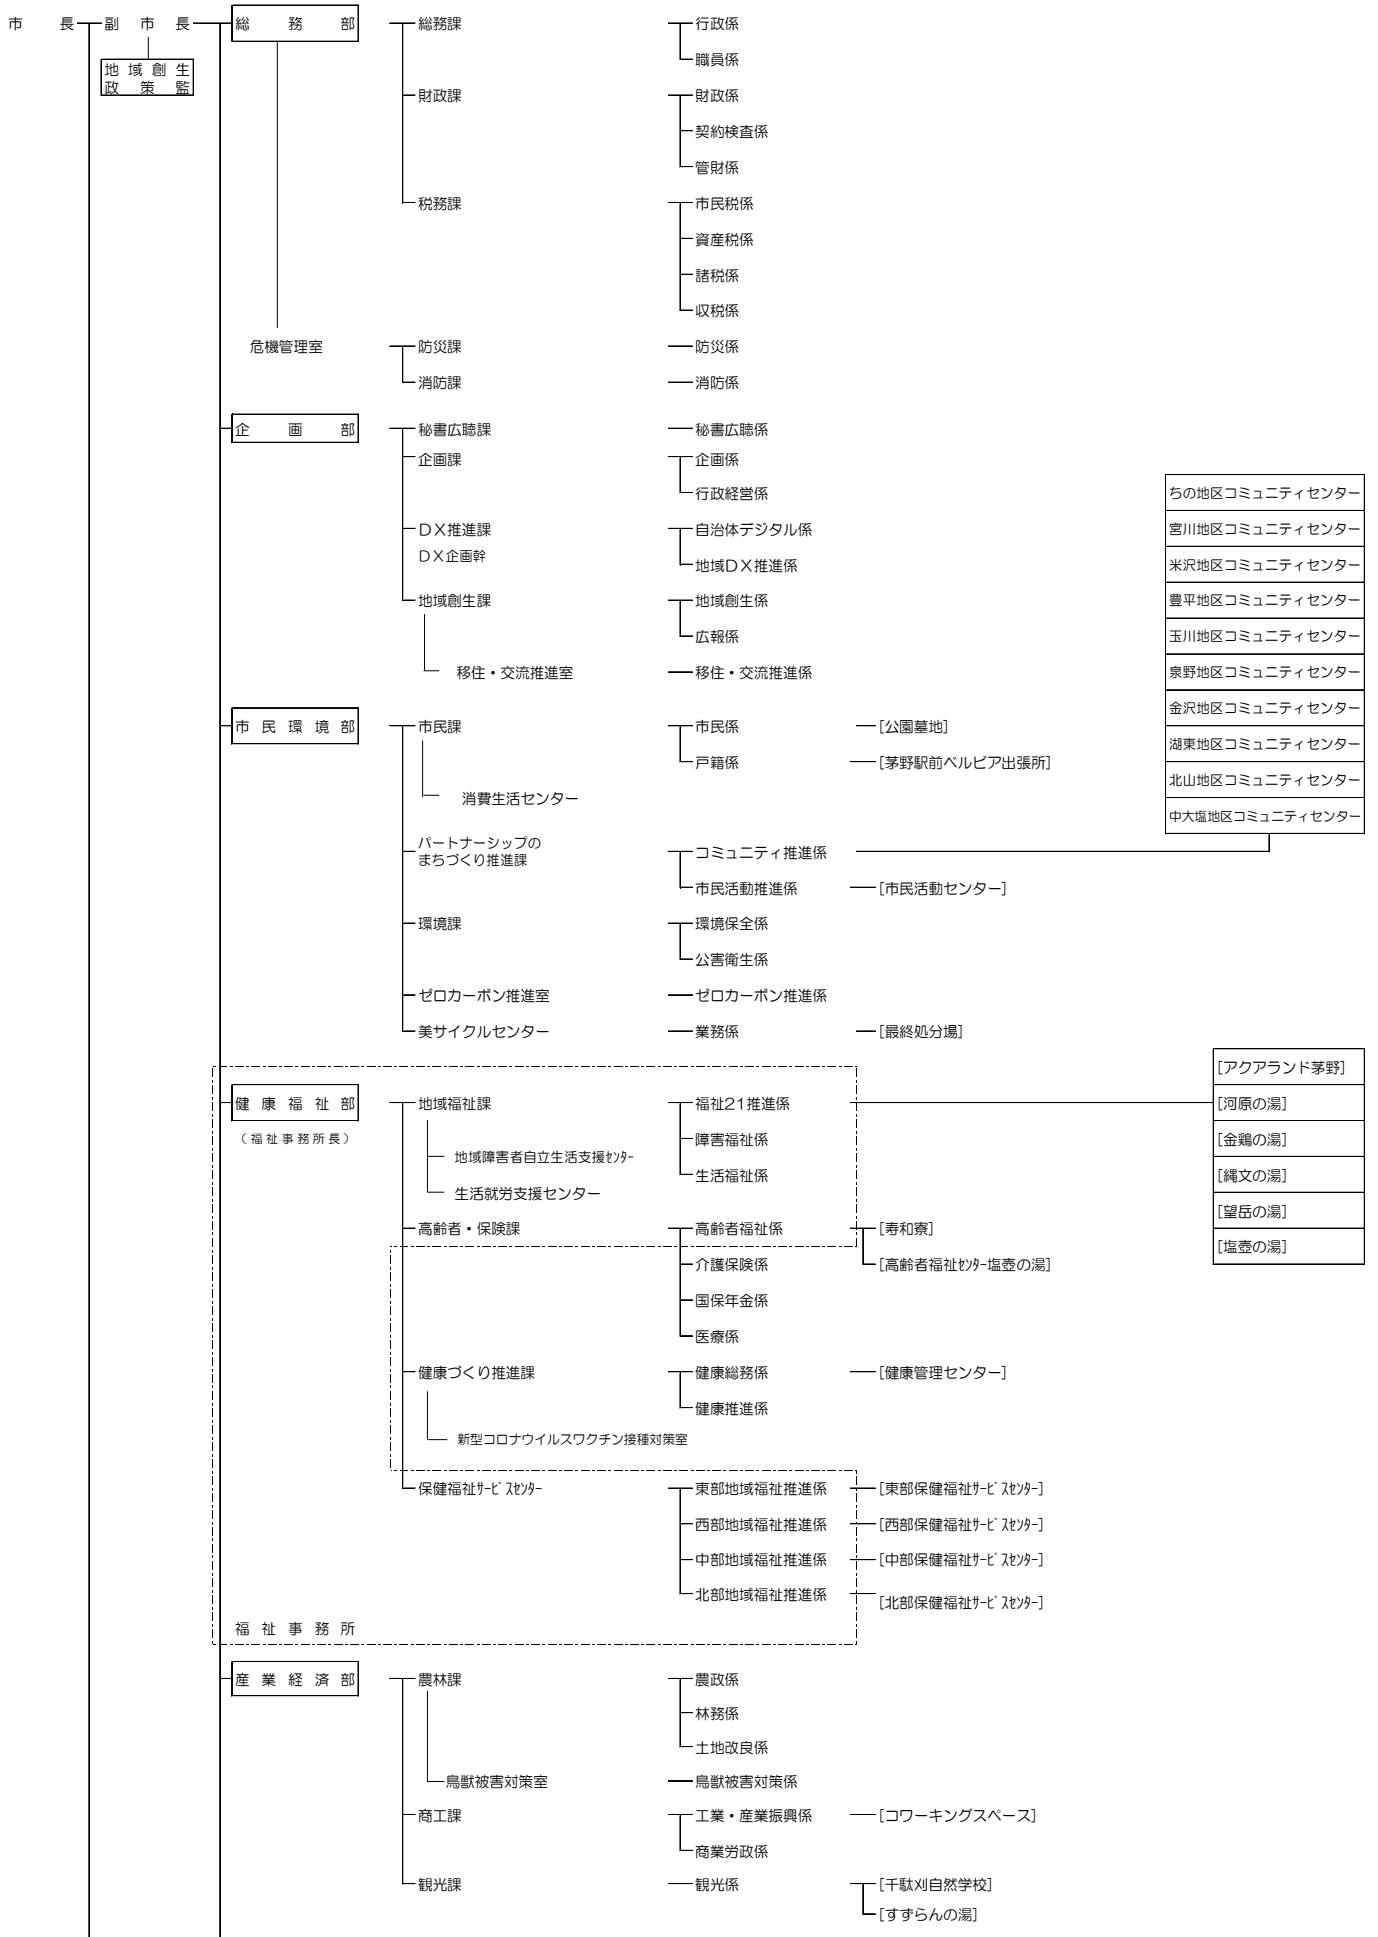 市長 副市長 総務部 総務課 行政係
職員係
地域創生
政策監
財政課 財政係
契約検査係
管財係
税務課 市民税係
資産税係
諸税係
収税係
危機管理室 防災課 防災係
消防課 消防係
企画部 秘書広聴課 秘書広聴係
企画課 企画係
行政経営係
DX推進課 自治体デジタル係
DX企画幹
地域DX推進係
地域創生課 地域創生係
広報係
移住・交流推進室 移住・交流推進係
ちの地区コミュニティセンター
宮川地区コミュニティセンター
米沢地区コミュニティセンター
豊平地区コミュニティセンター
玉川地区コミュニティセンター
泉野地区コミュニティセンター
金沢地区コミュニティセンター
湖東地区コミュニティセンター
北山地区コミュニティセンター
中大塩地区コミュニティセンター
市民環境部 市民課 市民係 [公園墓地]
戸籍係 [茅野駅前ベルビア出張所]
消費生活センター
パートナーシップの
まちづくり推進課
コミュニティ推進係
市民活動推進係 [市民活動センター]
環境課 環境保全係
公害衛生係
ゼロカーボン推進室 ゼロカーボン推進係
美サイクルセンター 業務係 [最終処分場]
[アクアランド茅野]
[河原の湯]
[金鶏の湯]
[縄文の湯]
[望岳の湯]
[塩壺の湯]
健康福祉部 地域福祉課 福祉21推進係
(福祉事務所長) 障害福祉係
地域障害者自立生活支援ｾﾝﾀｰ 生活福祉係
生活就労支援センター
高齢者・保険課 高齢者福祉係 [寿和寮]
介護保険係 [高齢者福祉ｾﾝﾀｰ塩壺の湯]
国保年金係
医療係
健康づくり推進課 健康総務係 [健康管理センター]
健康推進係
新型コロナウイルスワクチン接種対策室
保健福祉ｻｰﾋﾞｽｾﾝﾀｰ 東部地域福祉推進係 [東部保健福祉ｻｰﾋﾞｽｾﾝﾀｰ]
西部地域福祉推進係 [西部保健福祉ｻｰﾋﾞｽｾﾝﾀｰ]
中部地域福祉推進係 [中部保健福祉ｻｰﾋﾞｽｾﾝﾀｰ]
北部地域福祉推進係 [北部保健福祉ｻｰﾋﾞｽｾﾝﾀｰ]
福祉事務所
産業経済部 農林課 農政係
林務係
土地改良係
鳥獣被害対策室 鳥獣被害対策係
商工課 工業・産業振興係 [コワーキングスペース]
商業労政係
観光課 観光係 [千駄刈自然学校]
[すずらんの湯]